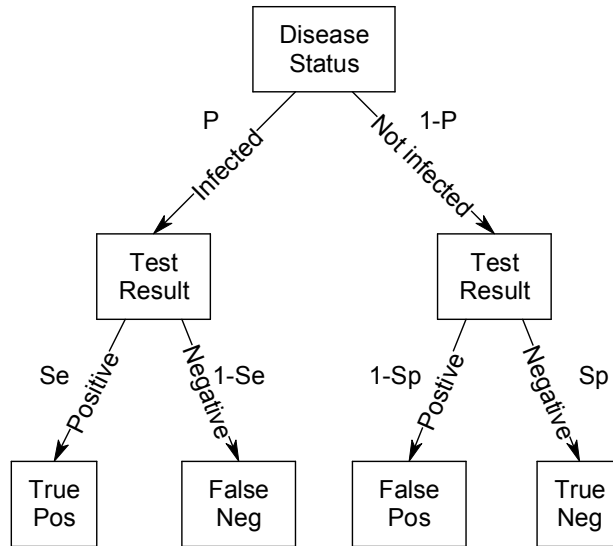 Disease
Status
P
1-P
Infected
Not infected
Test
Result
Test
Result
Se
Positive
Negative
1-Se
1-Sp
Postive
Negative
Sp
True
Pos
False
Neg
False
Pos
True
Neg